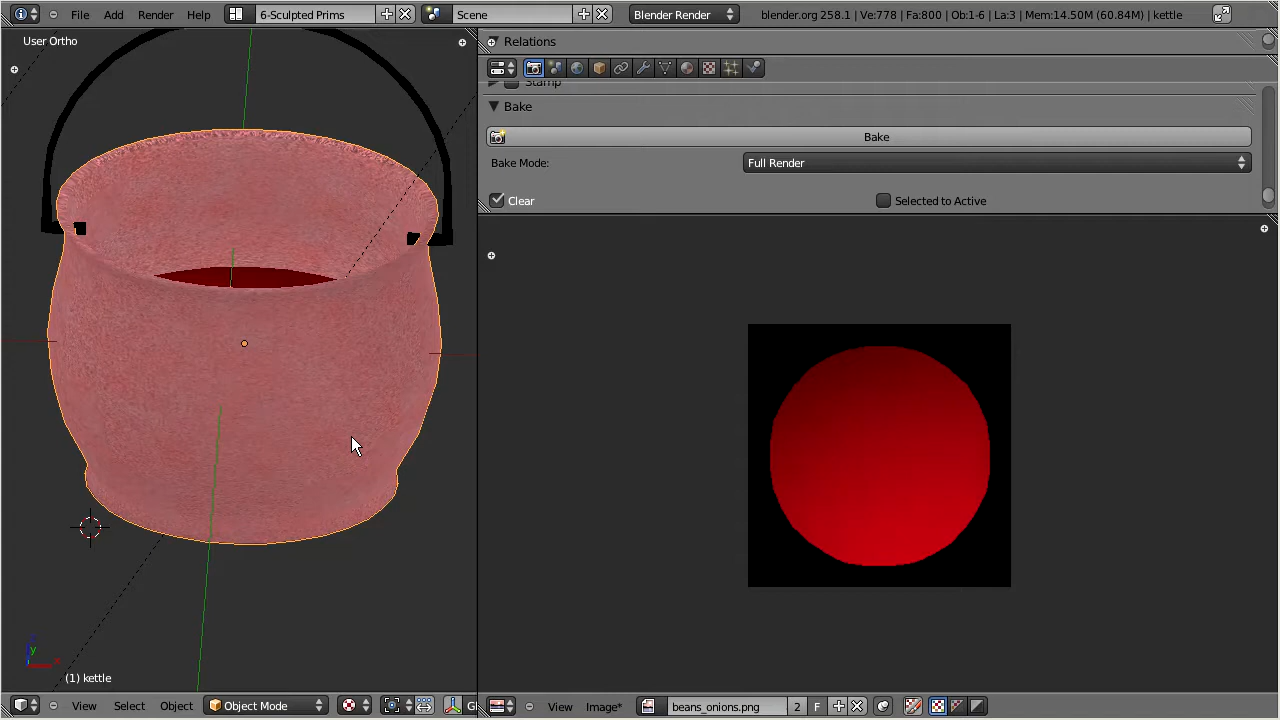 File Add Render Help 6-Sculpted Prims Scene Blender Render blender.org 258.1 | Ve:778 | Fa:800 | Ob:1-6 | La:3 | Mem:14.50M (60.84M) | kettle
User Ortho
Relations
Stamp
Bake
Bake
Bake Mode: Full Render
Clear Selected to Active
y x
(1) kettle
View Select Object Object Mode G
View Image* beans_onions.png 2 F